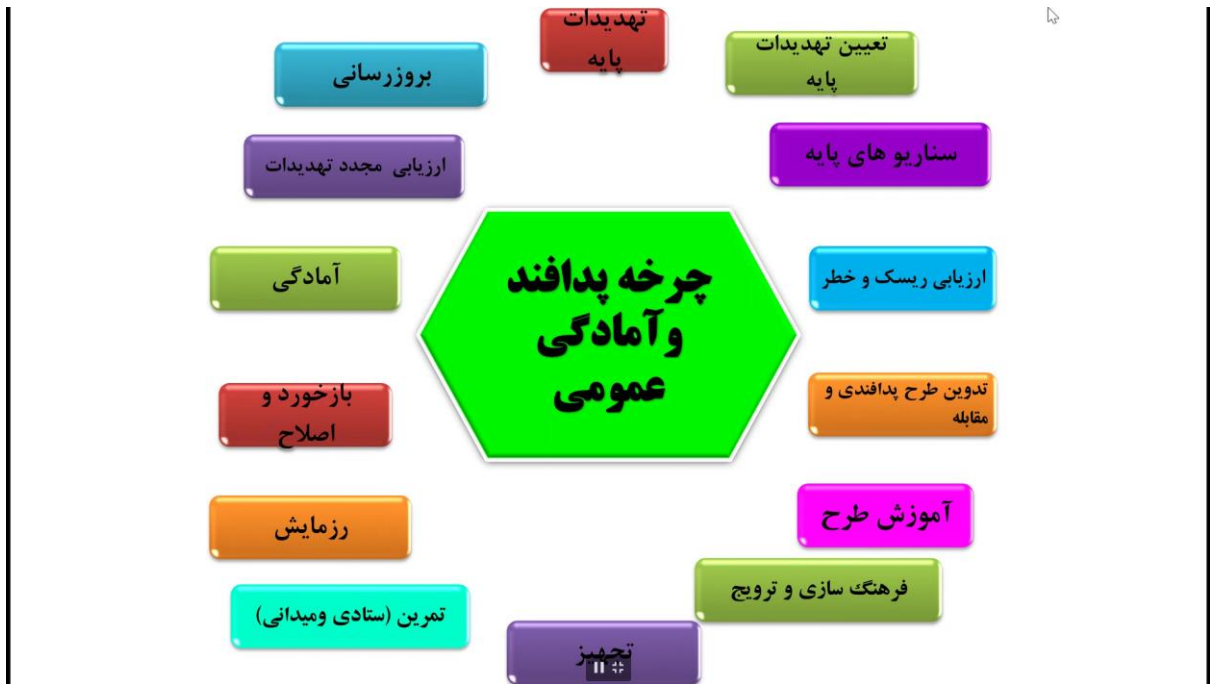 تهدیدات
پایه
تعیین تهدیدات
پایه
سناریو های پایه
ارزیابی ریسک و خطر
تدوین طرح پدافندی و
مقابله
آموزش طرح
فرهنگ سازی و ترویج
تجهیز
تمرین (ستادی ومیدانی)
رزمایش
بازخورد و
اصلاح
آمادگی
ارزیابی مجدد تهدیدات
بروزرسانی
چرخه پدافند
وآمادگی
عمومی